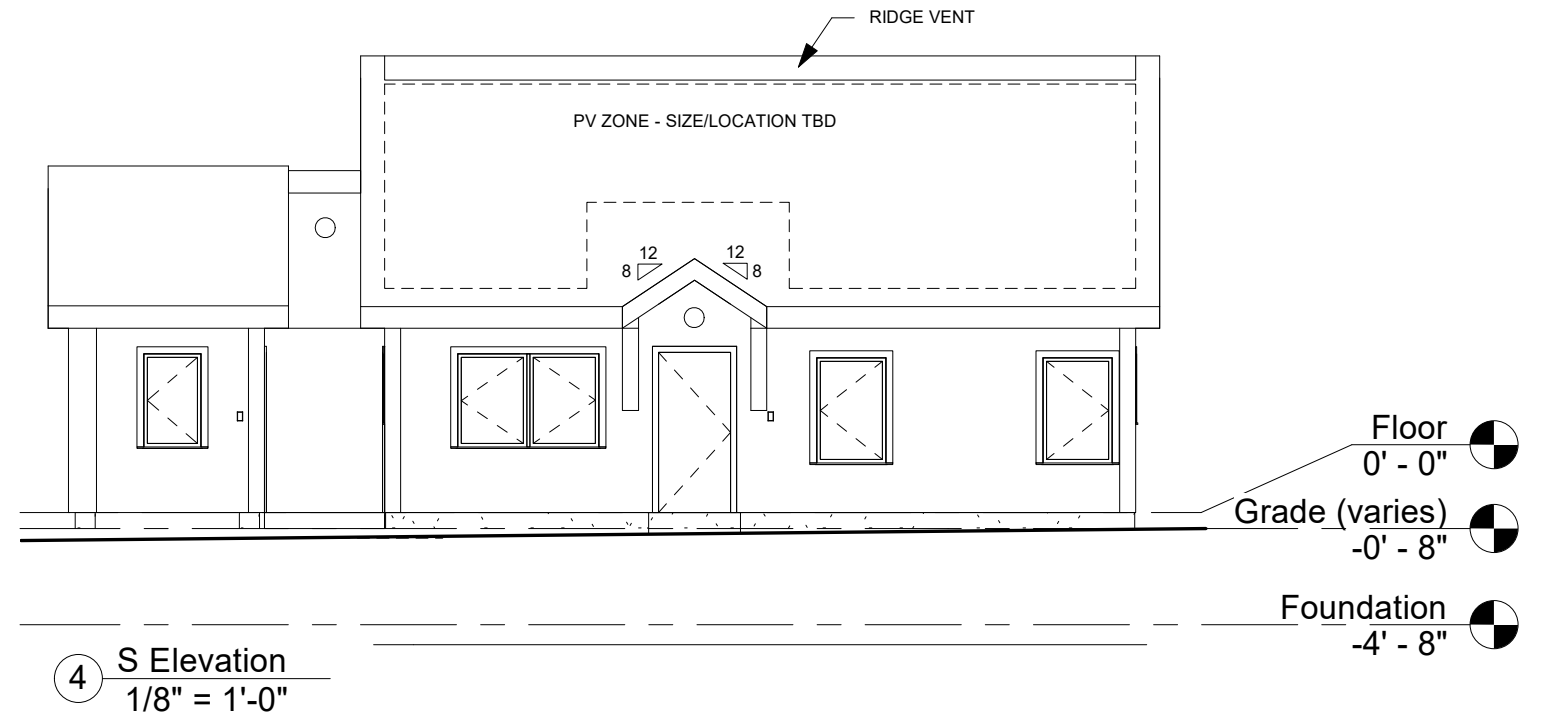 RIDGE VENT
PV ZONE - SIZE/LOCATION TBD
12
8
12
8
Floor
0' - 0"
Grade (varies)
-0' - 8"
Foundation
-4' - 8"
4
S Elevation
1/8" = 1'-0"